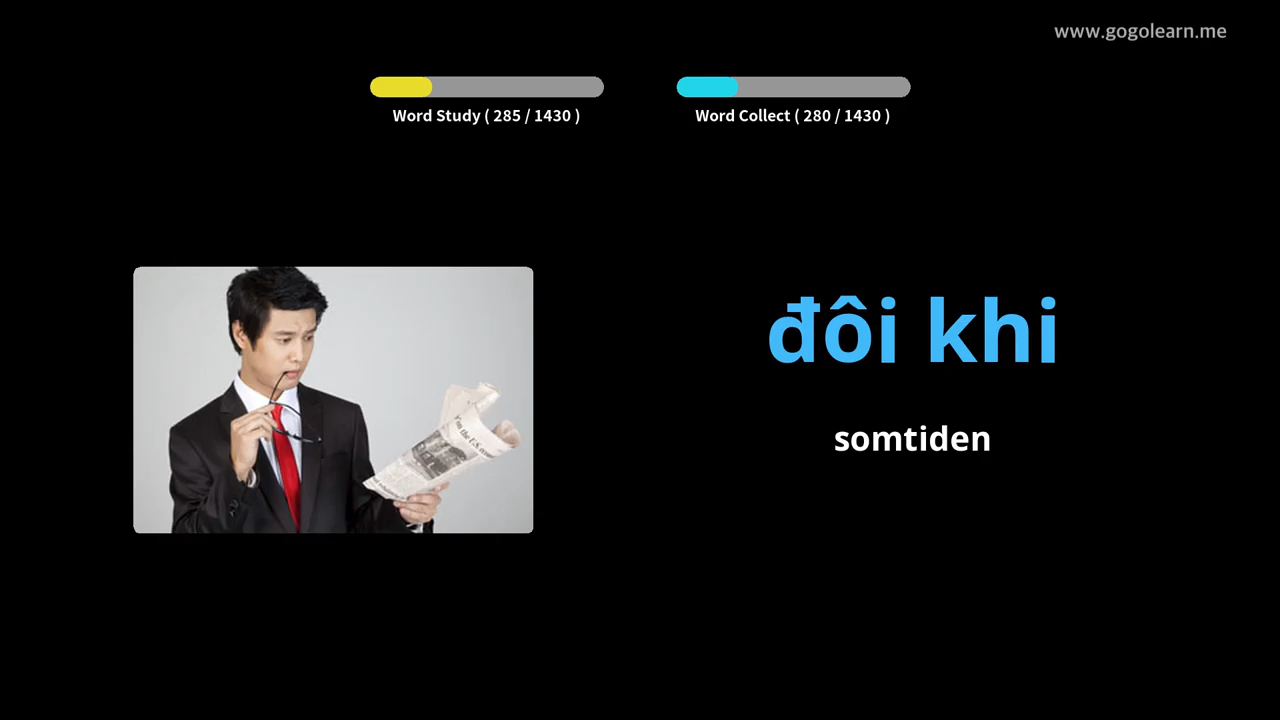 www.gogolearn.me
Word Study ( 285 / 1430 )
Word Collect ( 280 / 1430 )
đôi khi
somtiden